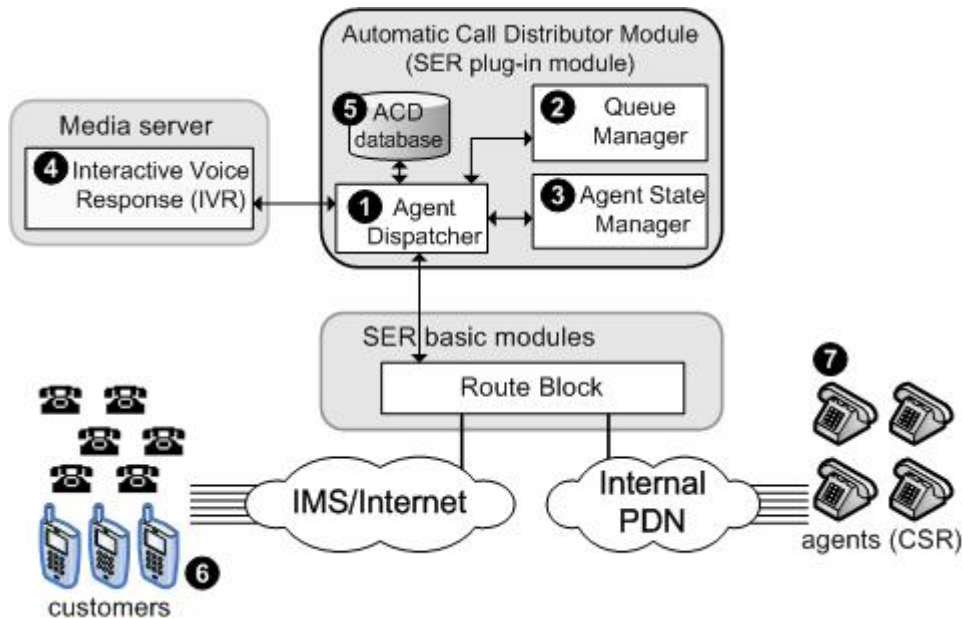 Automatic Call Distributor Module
(SER plug-in module)
5
ACD
database
2
Queue
Manager
Media server
4
Interactive Voice
Response (IVR)
1
Agent
Dispatcher
3
Agent State
Manager
SER basic modules
Route Block
7
IMS/Internet
Internal
PDN
agents (CSR)
6
customers